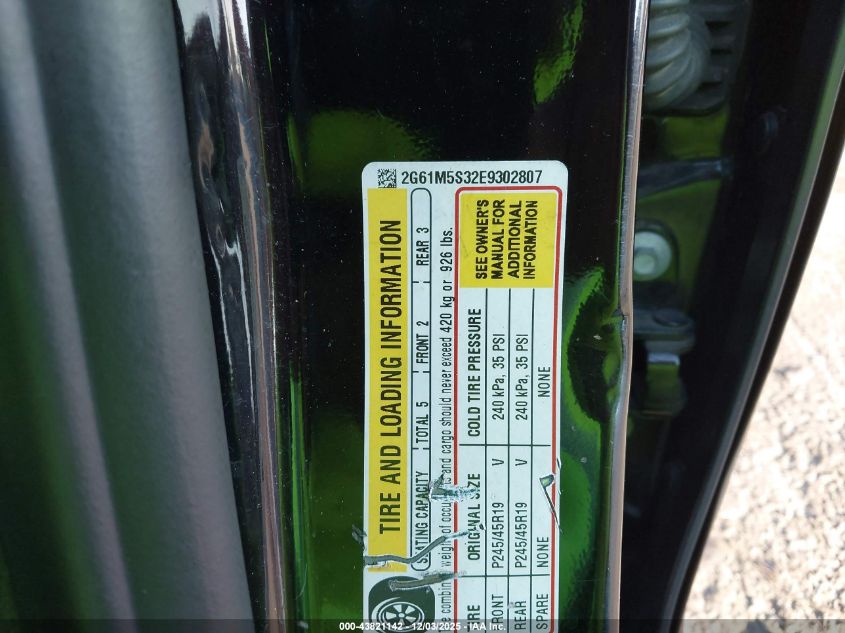 2G61M5S32E9302807
TIRE AND LOADING INFORMATION
SEATING CAPACITY TOTAL 5 FRONT 2 REAR 3
combined weight of occupants and cargo should never exceed 420 kg or 926 lbs.
ORIGINAL SIZE COLD TIRE PRESSURE
FRONT P245/45R19 V 240 kPa, 35 PSI
REAR P245/45R19 V 240 kPa, 35 PSI
SPARE NONE NONE
SEE OWNER'S
MANUAL FOR
ADDITIONAL
INFORMATION
000-43821142 - 12/03/2025 - IAA Inc.